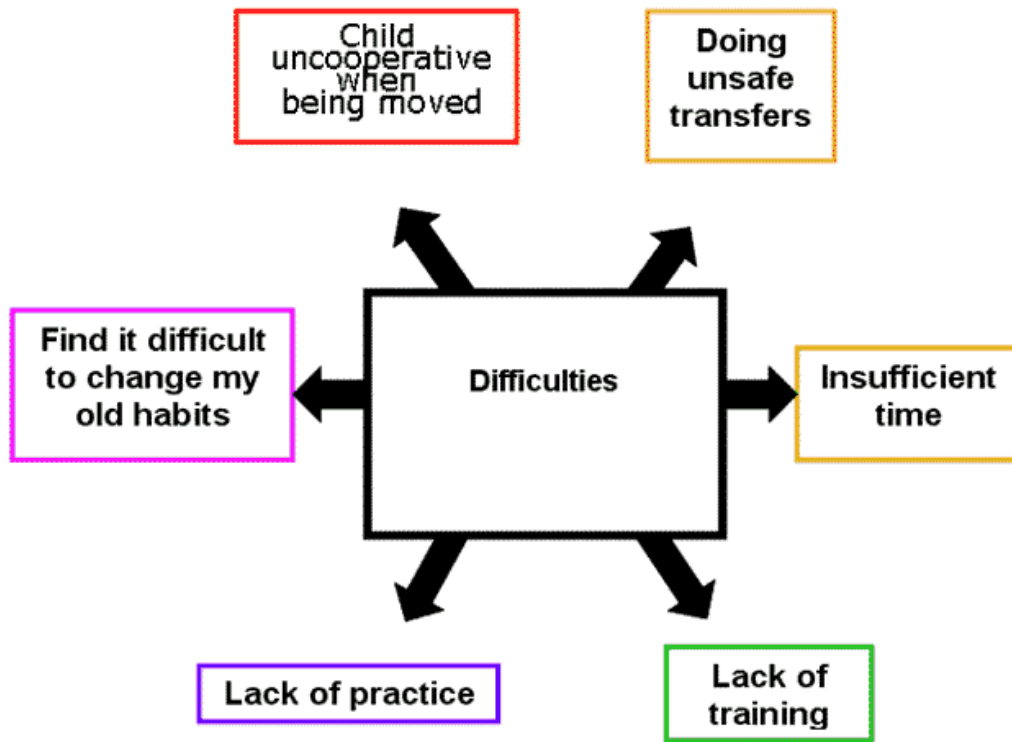 Child
uncooperative
when
being moved
Doing
unsafe
transfers
Find it difficult
to change my
old habits
Difficulties
Insufficient
time
Lack of practice
Lack of
training